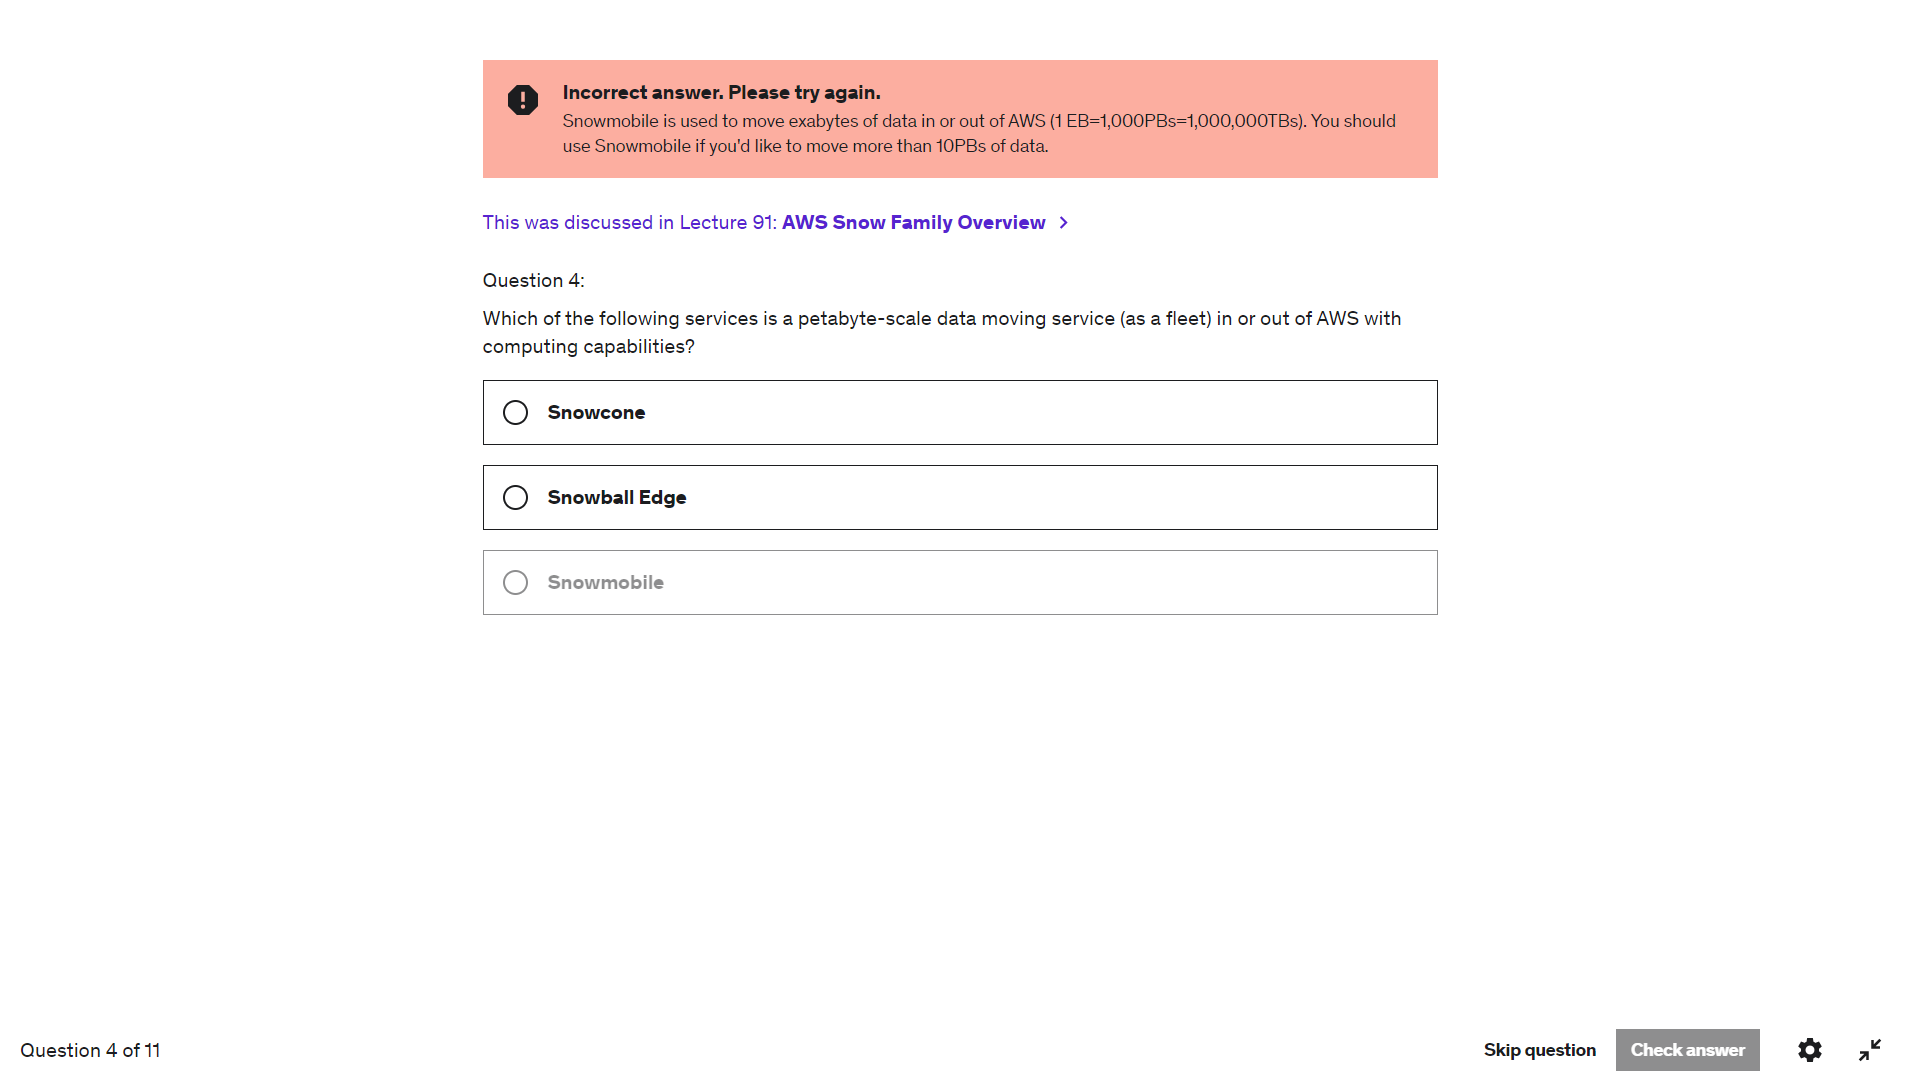 Incorrect answer. Please try again.
Snowmobile is used to move exabytes of data in or out of AWS (1 EB=1,000PBs=1,000,000TBs). You should
use Snowmobile if you'd like to move more than 10PBs of data.
This was discussed in Lecture 91: AWS Snow Family Overview
Question 4:
Which of the following services is a petabyte-scale data moving service (as a fleet) in or out of AWS with
computing capabilities?
Snowcone
Snowball Edge
Snowmobile
Question 4 of 11
Skip question
Check answer